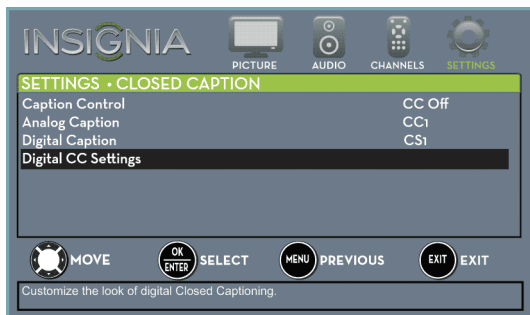 INSIGNIA
PICTURE AUDIO CHANNELS SETTINGS
SETTINGS • CLOSED CAPTION
Caption Control CC Off
Analog Caption CC1
Digital Caption CS1
Digital CC Settings
MOVE OK ENTER SELECT MENU PREVIOUS EXIT EXIT
Customize the look of digital Closed Captioning.